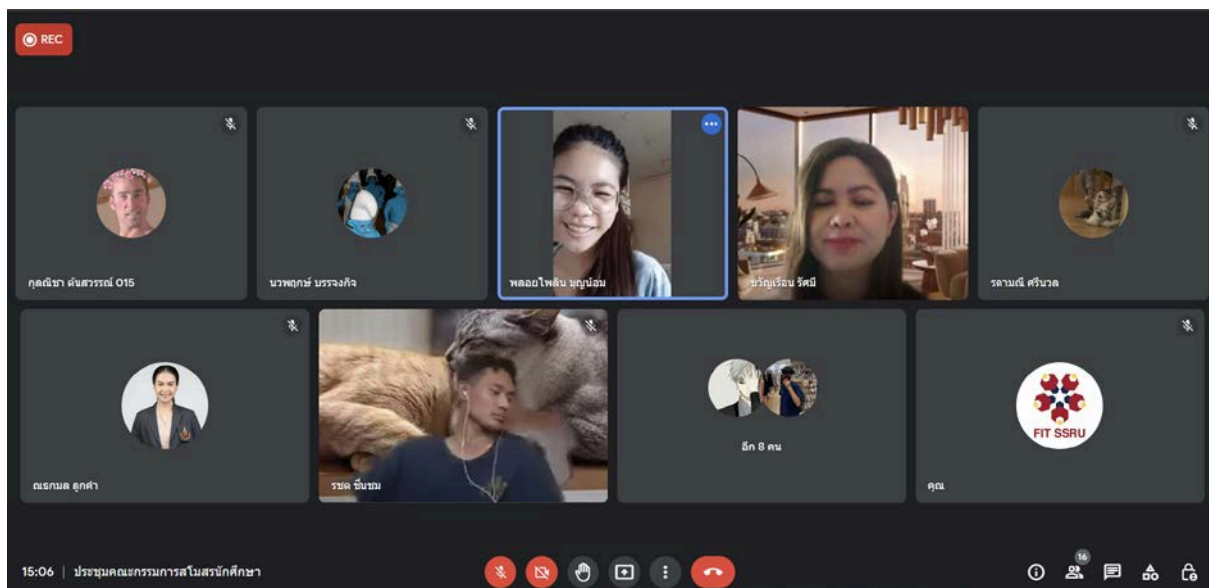 REC
กุลณิชา ต้นสวรรณ์ 015
นวพฤกษ์ บรรจงกิจ
พลอยไพลิน บุญน้อม
ขวัญเรือน รัศมี
รดามณี ศรีนวล
ณธกมล ลูกคำ
รชต ชื่นชม
อีก 8 คน
FIT SSRU
คุณ
15:06 | ประชุมคณะกรรมการสโมสรนักศึกษา
16